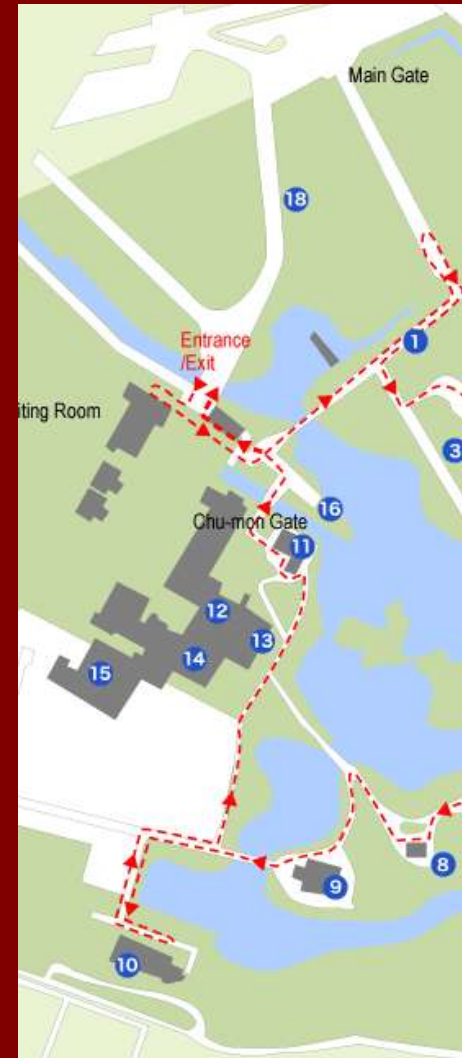 Main Gate
18
Entrance
/Exit
1
iting Room
3
16
Chu-mon Gate
11
12
13
14
15
8
9
10